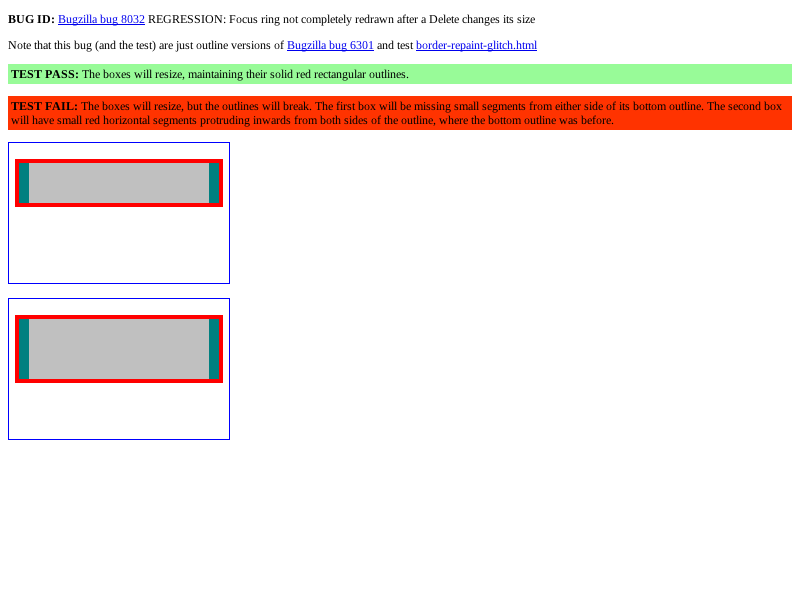 BUG ID: Bugzilla bug 8032 REGRESSION: Focus ring not completely redrawn after a Delete changes its size
Note that this bug (and the test) are just outline versions of Bugzilla bug 6301 and test border-repaint-glitch.html
TEST PASS: The boxes will resize, maintaining their solid red rectangular outlines.
TEST FAIL: The boxes will resize, but the outlines will break. The first box will be missing small segments from either side of its bottom outline. The second box
will have small red horizontal segments protruding inwards from both sides of the outline, where the bottom outline was before.